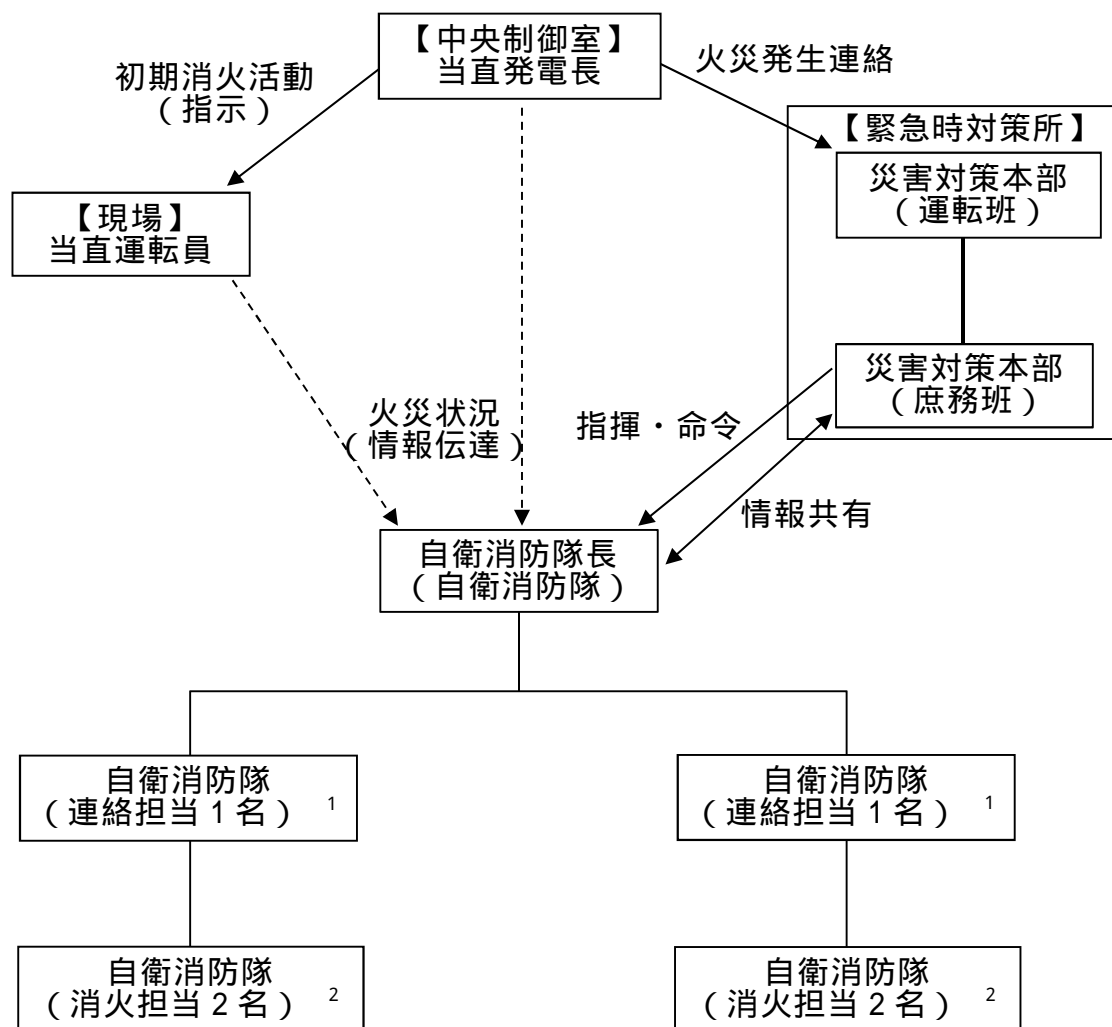 【中央制御室】
当直発電長
火災発生連絡
初期消火活動
（指示）
【緊急時対策所】
災害対策本部
（運転班）
【現場】
当直運転員
災害対策本部
（庶務班）
火災状況
（情報伝達）
指揮・命令
情報共有
自衛消防隊長
（自衛消防隊）
自衛消防隊
（連絡担当１名） 1
自衛消防隊
（連絡担当１名） 1
自衛消防隊
（消火担当２名） 2
自衛消防隊
（消火担当２名） 2